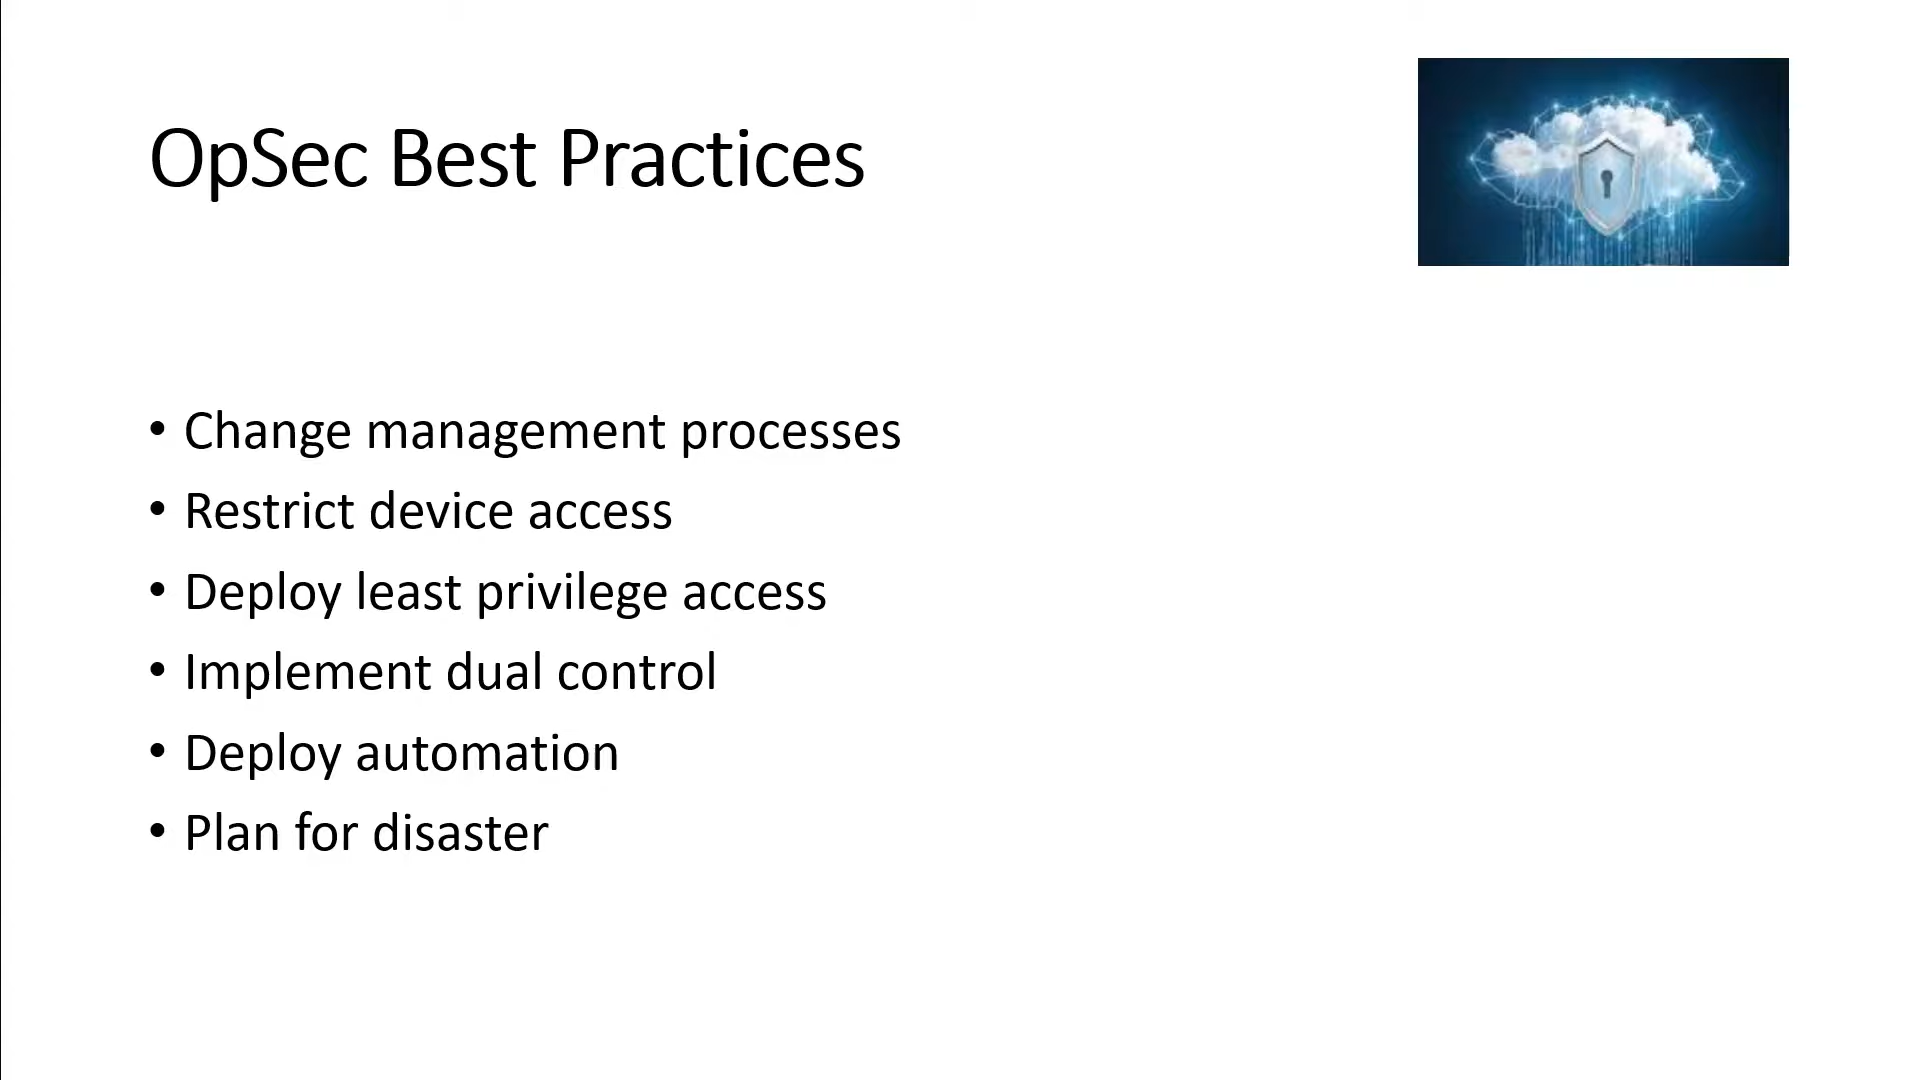 OpSec Best Practices
• Change management processes
• Restrict device access
• Deploy least privilege access
• Implement dual control
• Deploy automation
• Plan for disaster